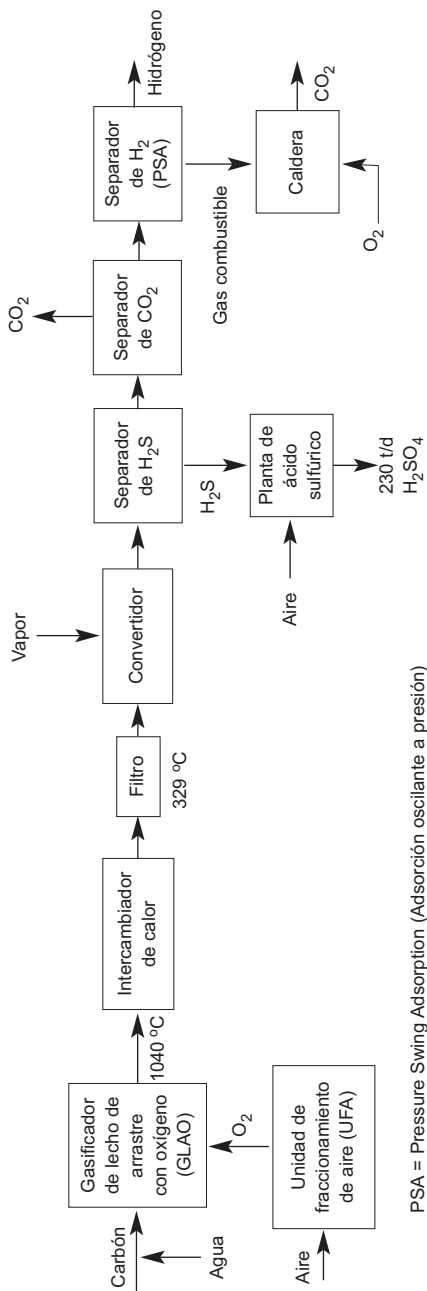 Carbón
Agua
Gasificador
de lecho de
arrastre
con oxígeno
(GLAO)
O2
Aire
Unidad de
fraccionamiento
de aire (UFA)
1040 ºC
Intercambiador
de calor
Filtro
329 ºC
Vapor
Convertidor
Separador
de H2S
H2S
Aire
Planta de
ácido
sulfúrico
230 t/d
H2SO4
CO2
Separador
de CO2
Separador
de H2
(PSA)
Hidrógeno
Gas combustible
Caldera
CO2
O2
PSA = Pressure Swing Adsorption (Adsorción oscilante a presión)